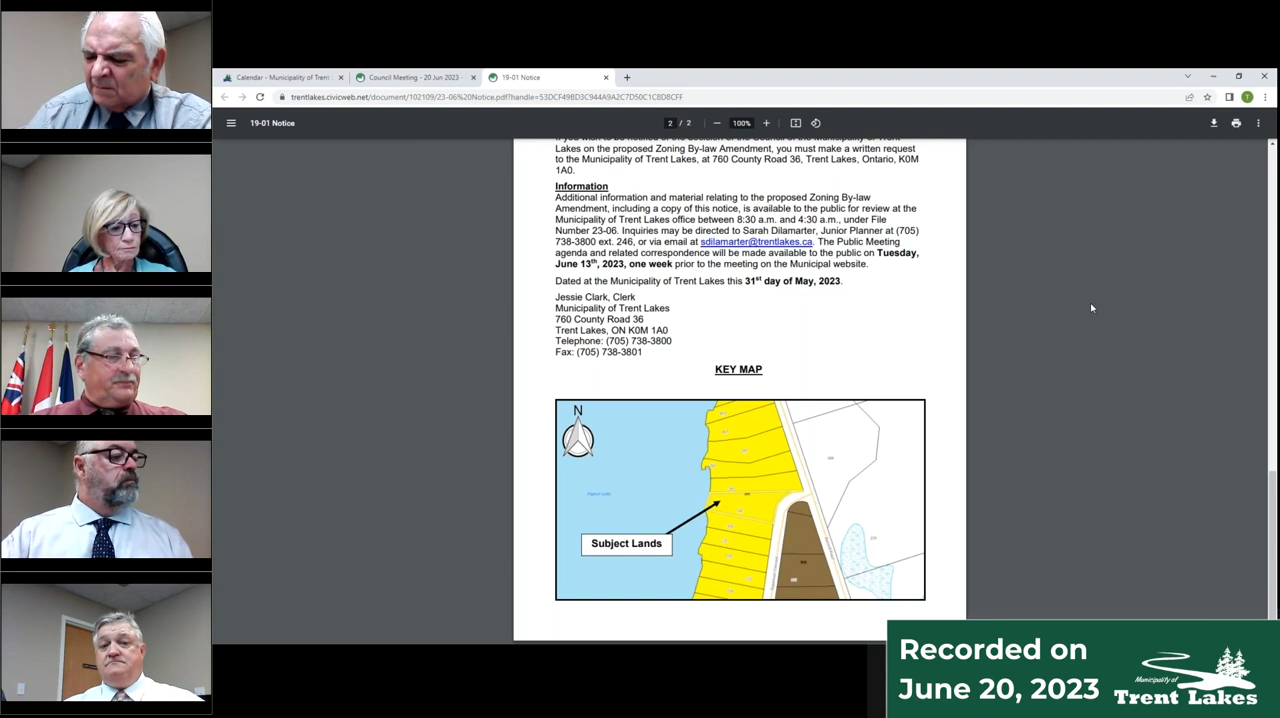 Calendar - Municipality of Trent
Council Meeting - 20 Jun 2023 -
19-01 Notice
trentlakes.civicweb.net/document/102109/23-06%20Notice.pdf?handle=53DCF49BD3C944A9A2C7D50C1C8D8CFF
T
19-01 Notice
2 / 2
100%
Lakes on the proposed Zoning By-law Amendment, you must make a written request
to the Municipality of Trent Lakes, at 760 County Road 36, Trent Lakes, Ontario, K0M
1A0.
Information
Additional information and material relating to the proposed Zoning By-law
Amendment, including a copy of this notice, is available to the public for review at the
Municipality of Trent Lakes office between 8:30 a.m. and 4:30 a.m., under File
Number 23-06. Inquiries may be directed to Sarah Dilamarter, Junior Planner at (705)
738-3800 ext. 246, or via email at sdilamarter@trentlakes.ca. The Public Meeting
agenda and related correspondence will be made available to the public on Tuesday,
June 13th, 2023, one week prior to the meeting on the Municipal website.
Dated at the Municipality of Trent Lakes this 31st day of May, 2023.
Jessie Clark, Clerk
Municipality of Trent Lakes
760 County Road 36
Trent Lakes, ON K0M 1A0
Telephone: (705) 738-3800
Fax: (705) 738-3801
KEY MAP
N
Subject Lands
Recorded on
June 20, 2023
Municipality of
Trent Lakes